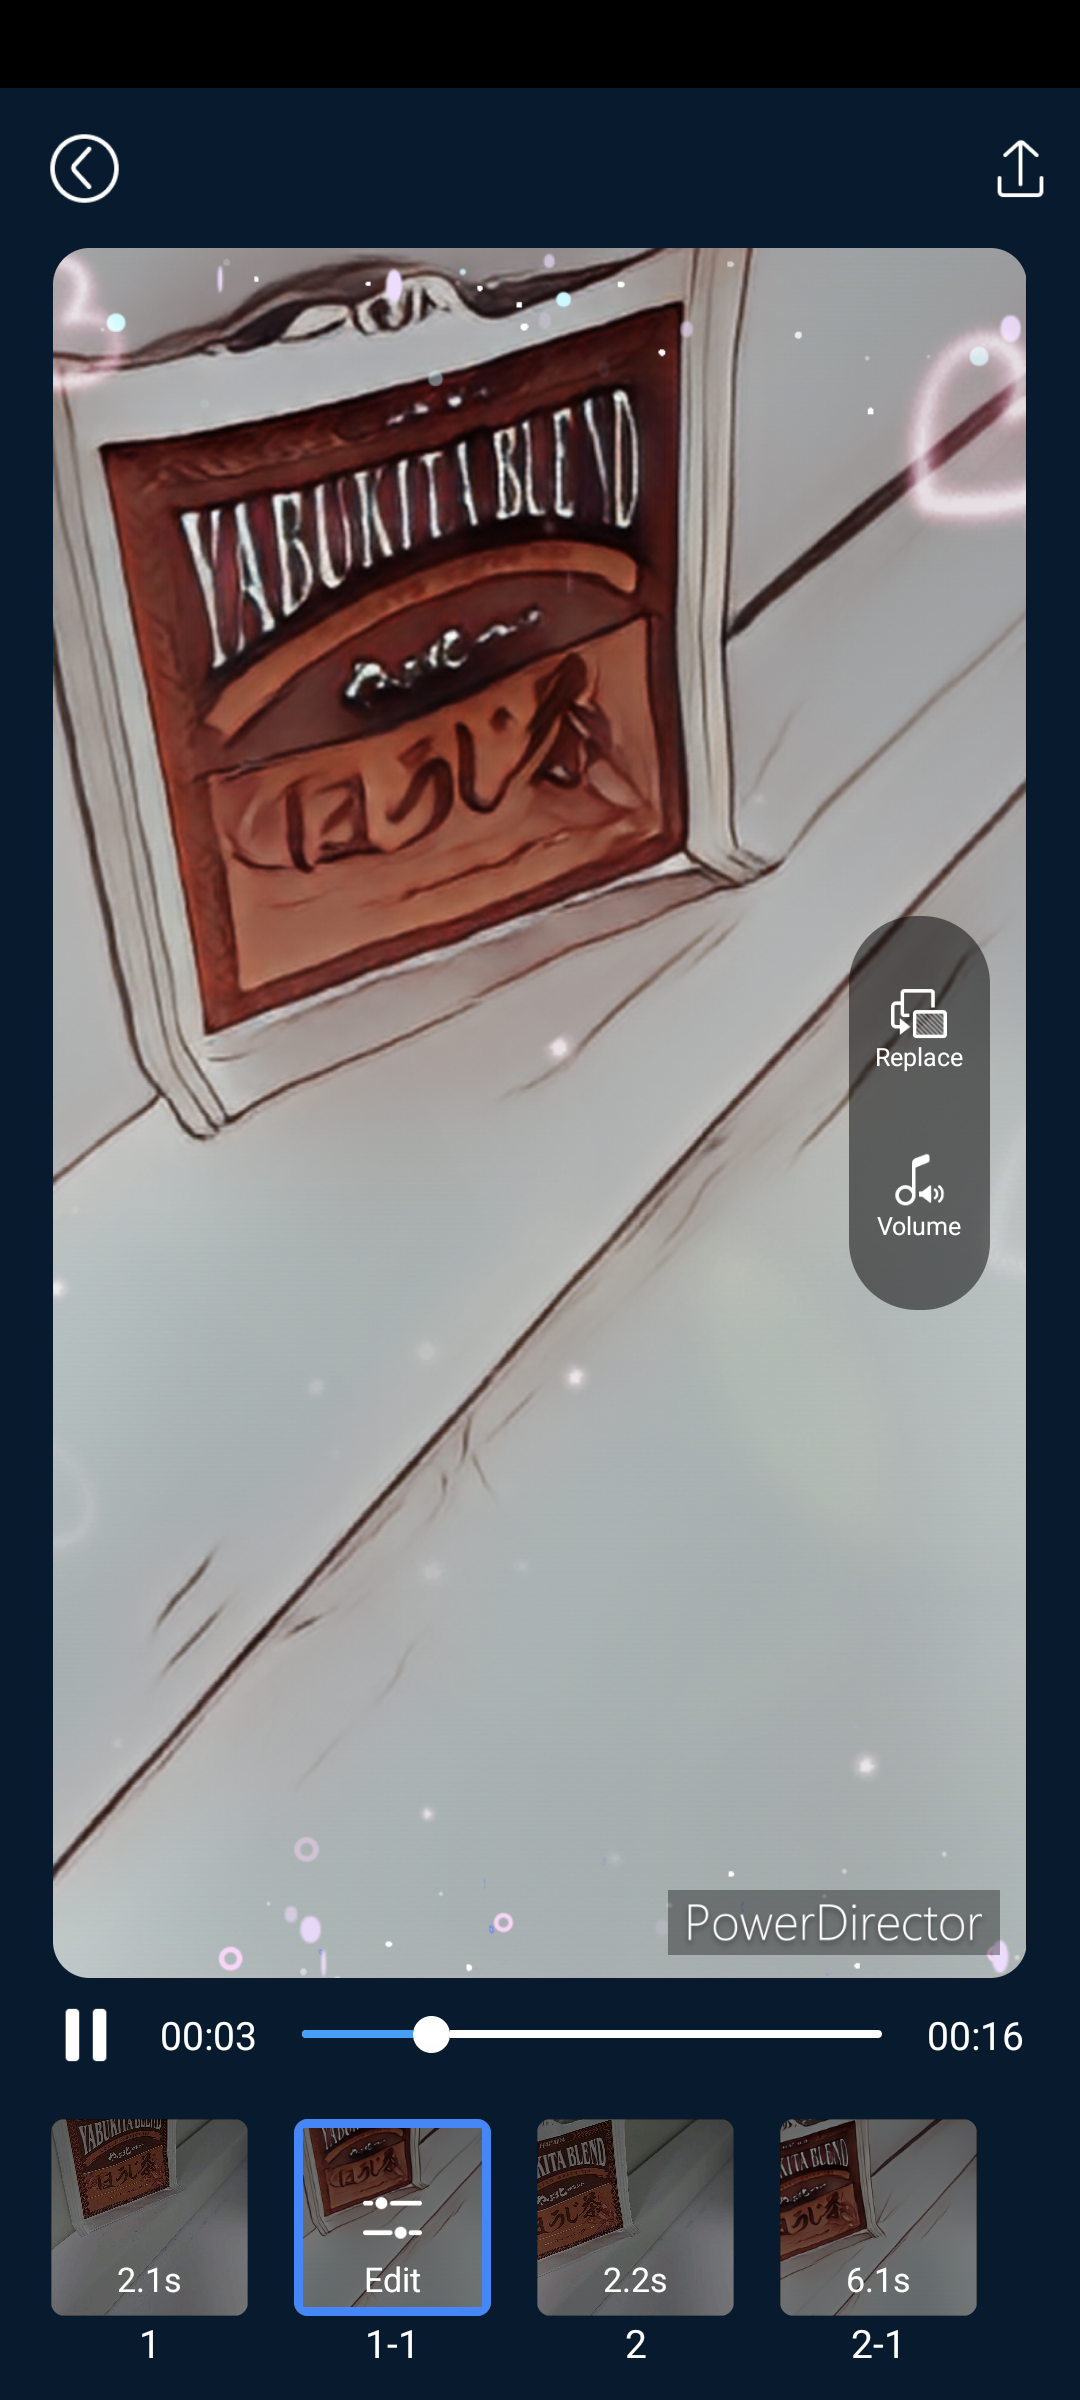 YABUKITA BLEND
ほうじ茶
Replace
Volume
PowerDirector
00:03
00:16
2.1s
Edit
2.2s
6.1s
1
1-1
2
2-1